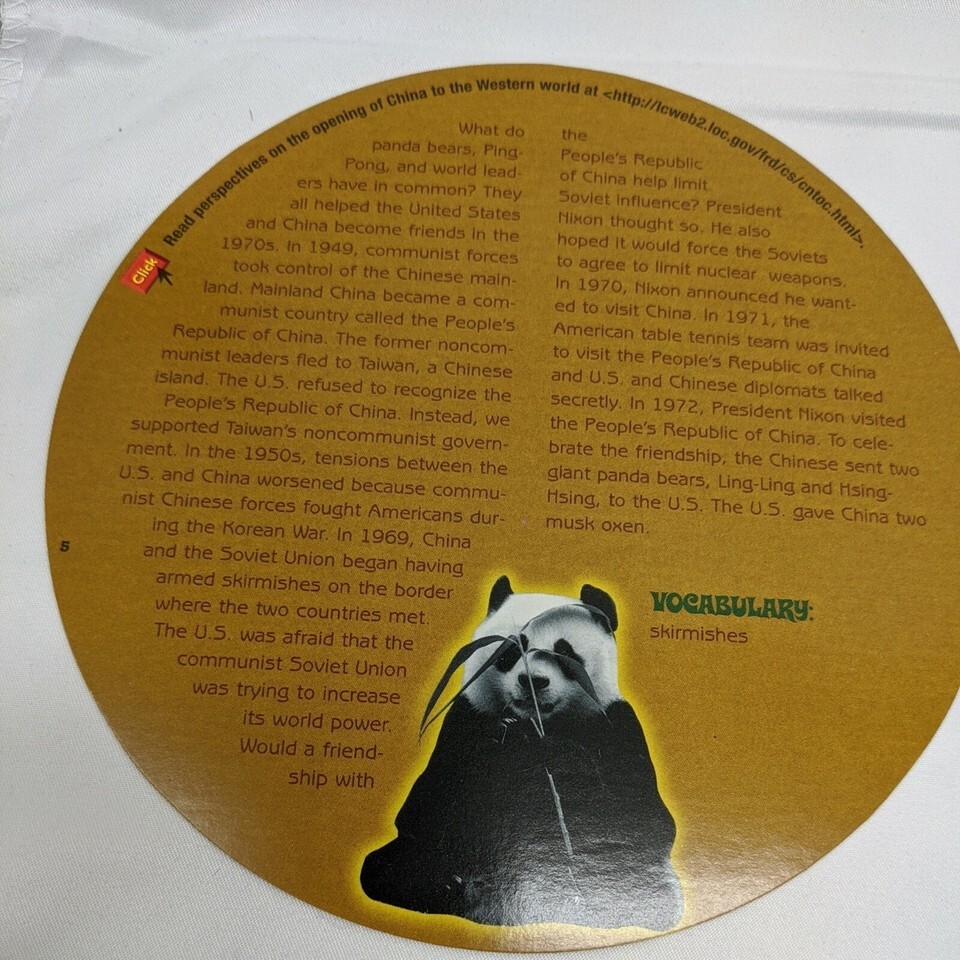 Click
Read perspectives on the opening of China to the Western world at <http://lcweb2.loc.gov/frd/cs/cntoc.html>.
What do
panda bears, Ping-
Pong, and world lead-
ers have in common? They
all helped the United States
and China become friends in the
1970s. In 1949, communist forces
took control of the Chinese main-
land. Mainland China became a com-
munist country called the People's
Republic of China. The former noncom-
munist leaders fled to Taiwan, a Chinese
island. The U.S. refused to recognize the
People's Republic of China. Instead, we
supported Taiwan's noncommunist govern-
ment. In the 1950s, tensions between the
U.S. and China worsened because commu-
nist Chinese forces fought Americans dur-
ing the Korean War. In 1969, China
and the Soviet Union began having
armed skirmishes on the border
where the two countries met.
The U.S. was afraid that the
communist Soviet Union
was trying to increase
its world power.
Would a friend-
ship with
the
People's Republic
of China help limit
Soviet influence? President
Nixon thought so. He also
hoped it would force the Soviets
to agree to limit nuclear weapons.
In 1970, Nixon announced he want-
ed to visit China. In 1971, the
American table tennis team was invited
to visit the People's Republic of China
and U.S. and Chinese diplomats talked
secretly. In 1972, President Nixon visited
the People's Republic of China. To cele-
brate the friendship, the Chinese sent two
giant panda bears, Ling-Ling and Hsing-
Hsing, to the U.S. The U.S. gave China two
musk oxen.
VOCABULARY:
skirmishes
5